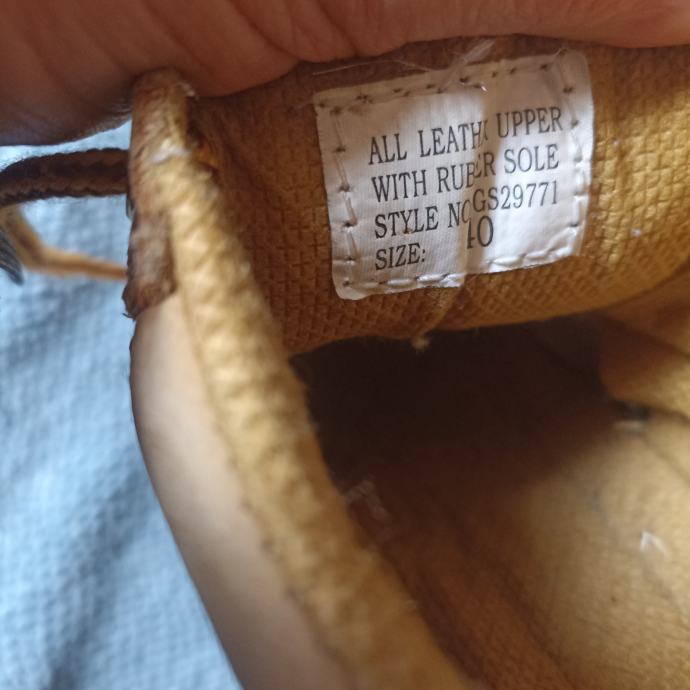 ALL LEATH UPPER
WITH RUBER SOLE
STYLE NO GS29771
SIZE: 40